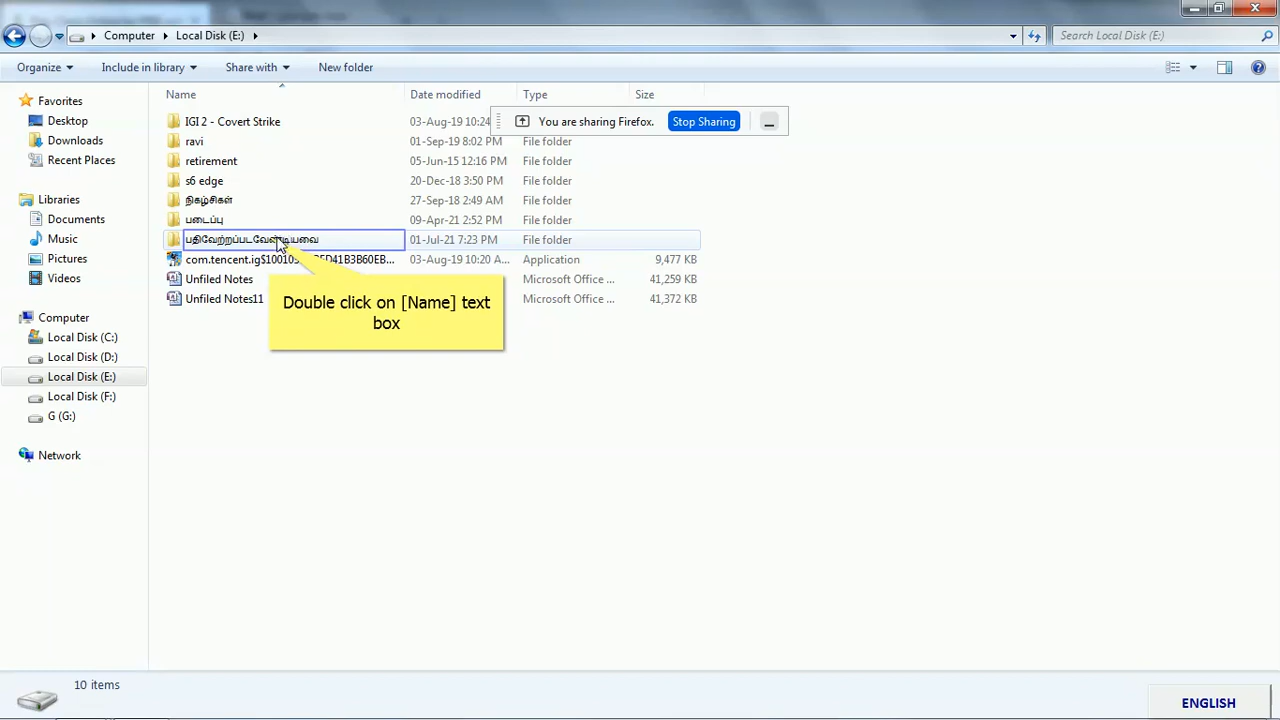 Computer Local Disk (E:)
Search Local Disk (E:)
Organize Include in library Share with New folder
Name Date modified Type Size
Favorites
Desktop
Downloads
Recent Places
Libraries
Documents
Music
Pictures
Videos
Computer
Local Disk (C:)
Local Disk (D:)
Local Disk (E:)
Local Disk (F:)
G (G:)
Network
You are sharing Firefox. Stop Sharing
IGI 2 - Covert Strike 03-Aug-19 10:24
ravi 01-Sep-19 8:02 PM File folder
retirement 05-Jun-15 12:16 PM File folder
s6 edge 20-Dec-18 3:50 PM File folder
நிகழ்சிகள் 27-Sep-18 2:49 AM File folder
படைப்பு 09-Apr-21 2:52 PM File folder
பதிவேற்றப்படவேண்டியவை 01-Jul-21 7:23 PM File folder
03-Aug-19 10:20 A... Application 9,477 KB
Unfiled Notes Microsoft Office ... 41,259 KB
Unfiled Notes11 Microsoft Office ... 41,372 KB
Double click on [Name] text
box
10 items
ENGLISH